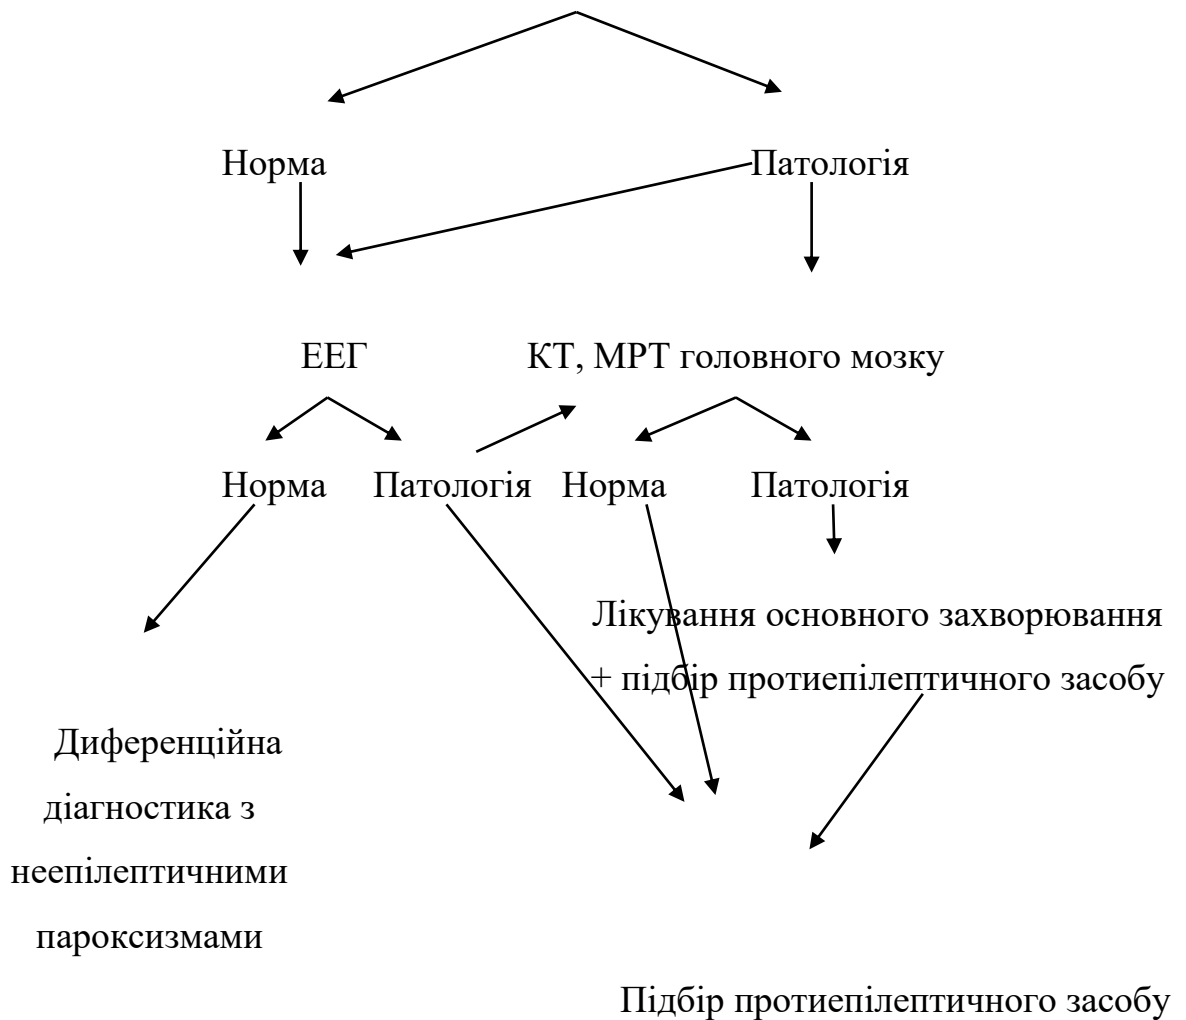 Норма Патологія
ЕЕГ КТ, МРТ головного мозку
Норма Патологія Норма Патологія
Лікування основного захворювання
+ підбір протиепілептичного засобу
Диференційна
діагностика з
неепілептичними
пароксизмами
Підбір протиепілептичного засобу